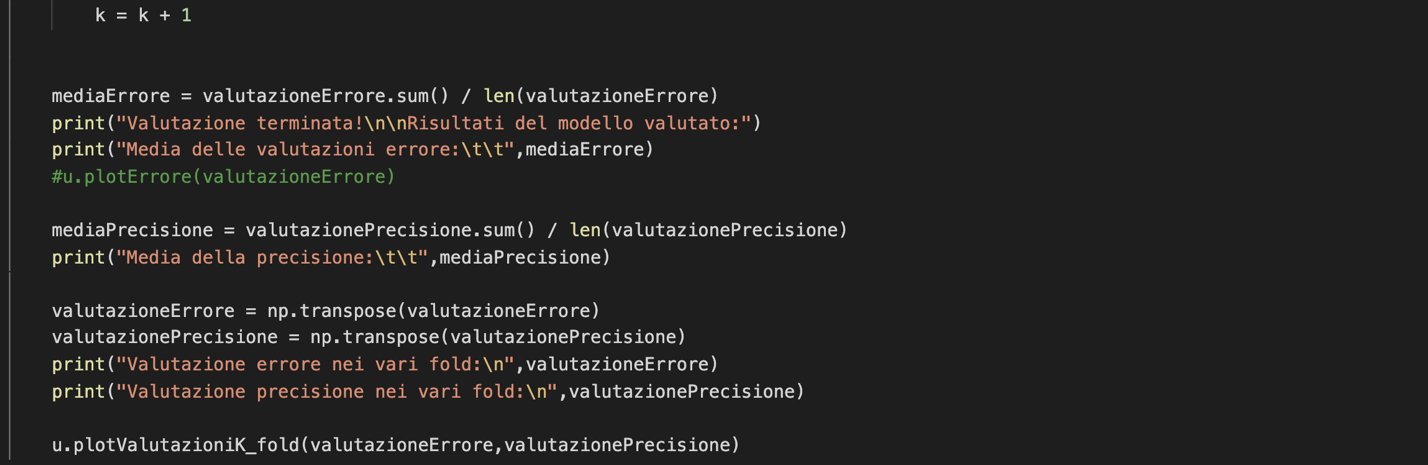 k = k + 1
mediaErrore = valutazioneErrore.sum() / len(valutazioneErrore)
print("Valutazione terminata!\n\nRisultati del modello valutato:")
print("Media delle valutazioni errore:\t\t",mediaErrore)
#u.plotErrore(valutazioneErrore)
mediaPrecisione = valutazionePrecisione.sum() / len(valutazionePrecisione)
print("Media della precisione:\t\t",mediaPrecisione)
valutazioneErrore = np.transpose(valutazioneErrore)
valutazionePrecisione = np.transpose(valutazionePrecisione)
print("Valutazione errore nei vari fold:\n",valutazioneErrore)
print("Valutazione precisione nei vari fold:\n",valutazionePrecisione)
u.plotValutazioniK_fold(valutazioneErrore,valutazionePrecisione)